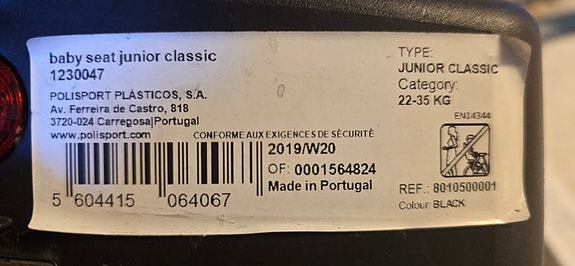 baby seat junior classic
1230047
POLISPORT PLÁSTICOS, S.A.
Av. Ferreira de Castro, 818
3720-024 Carregosa|Portugal
www.polisport.com
CONFORME AUX EXIGENCES DE SÉCURITÉ
2019/W20
OF: 0001564824
Made in Portugal
5 604415 064067
TYPE:
JUNIOR CLASSIC
Category:
22-35 KG
EN14344
REF.: 8010500001
Colour: BLACK